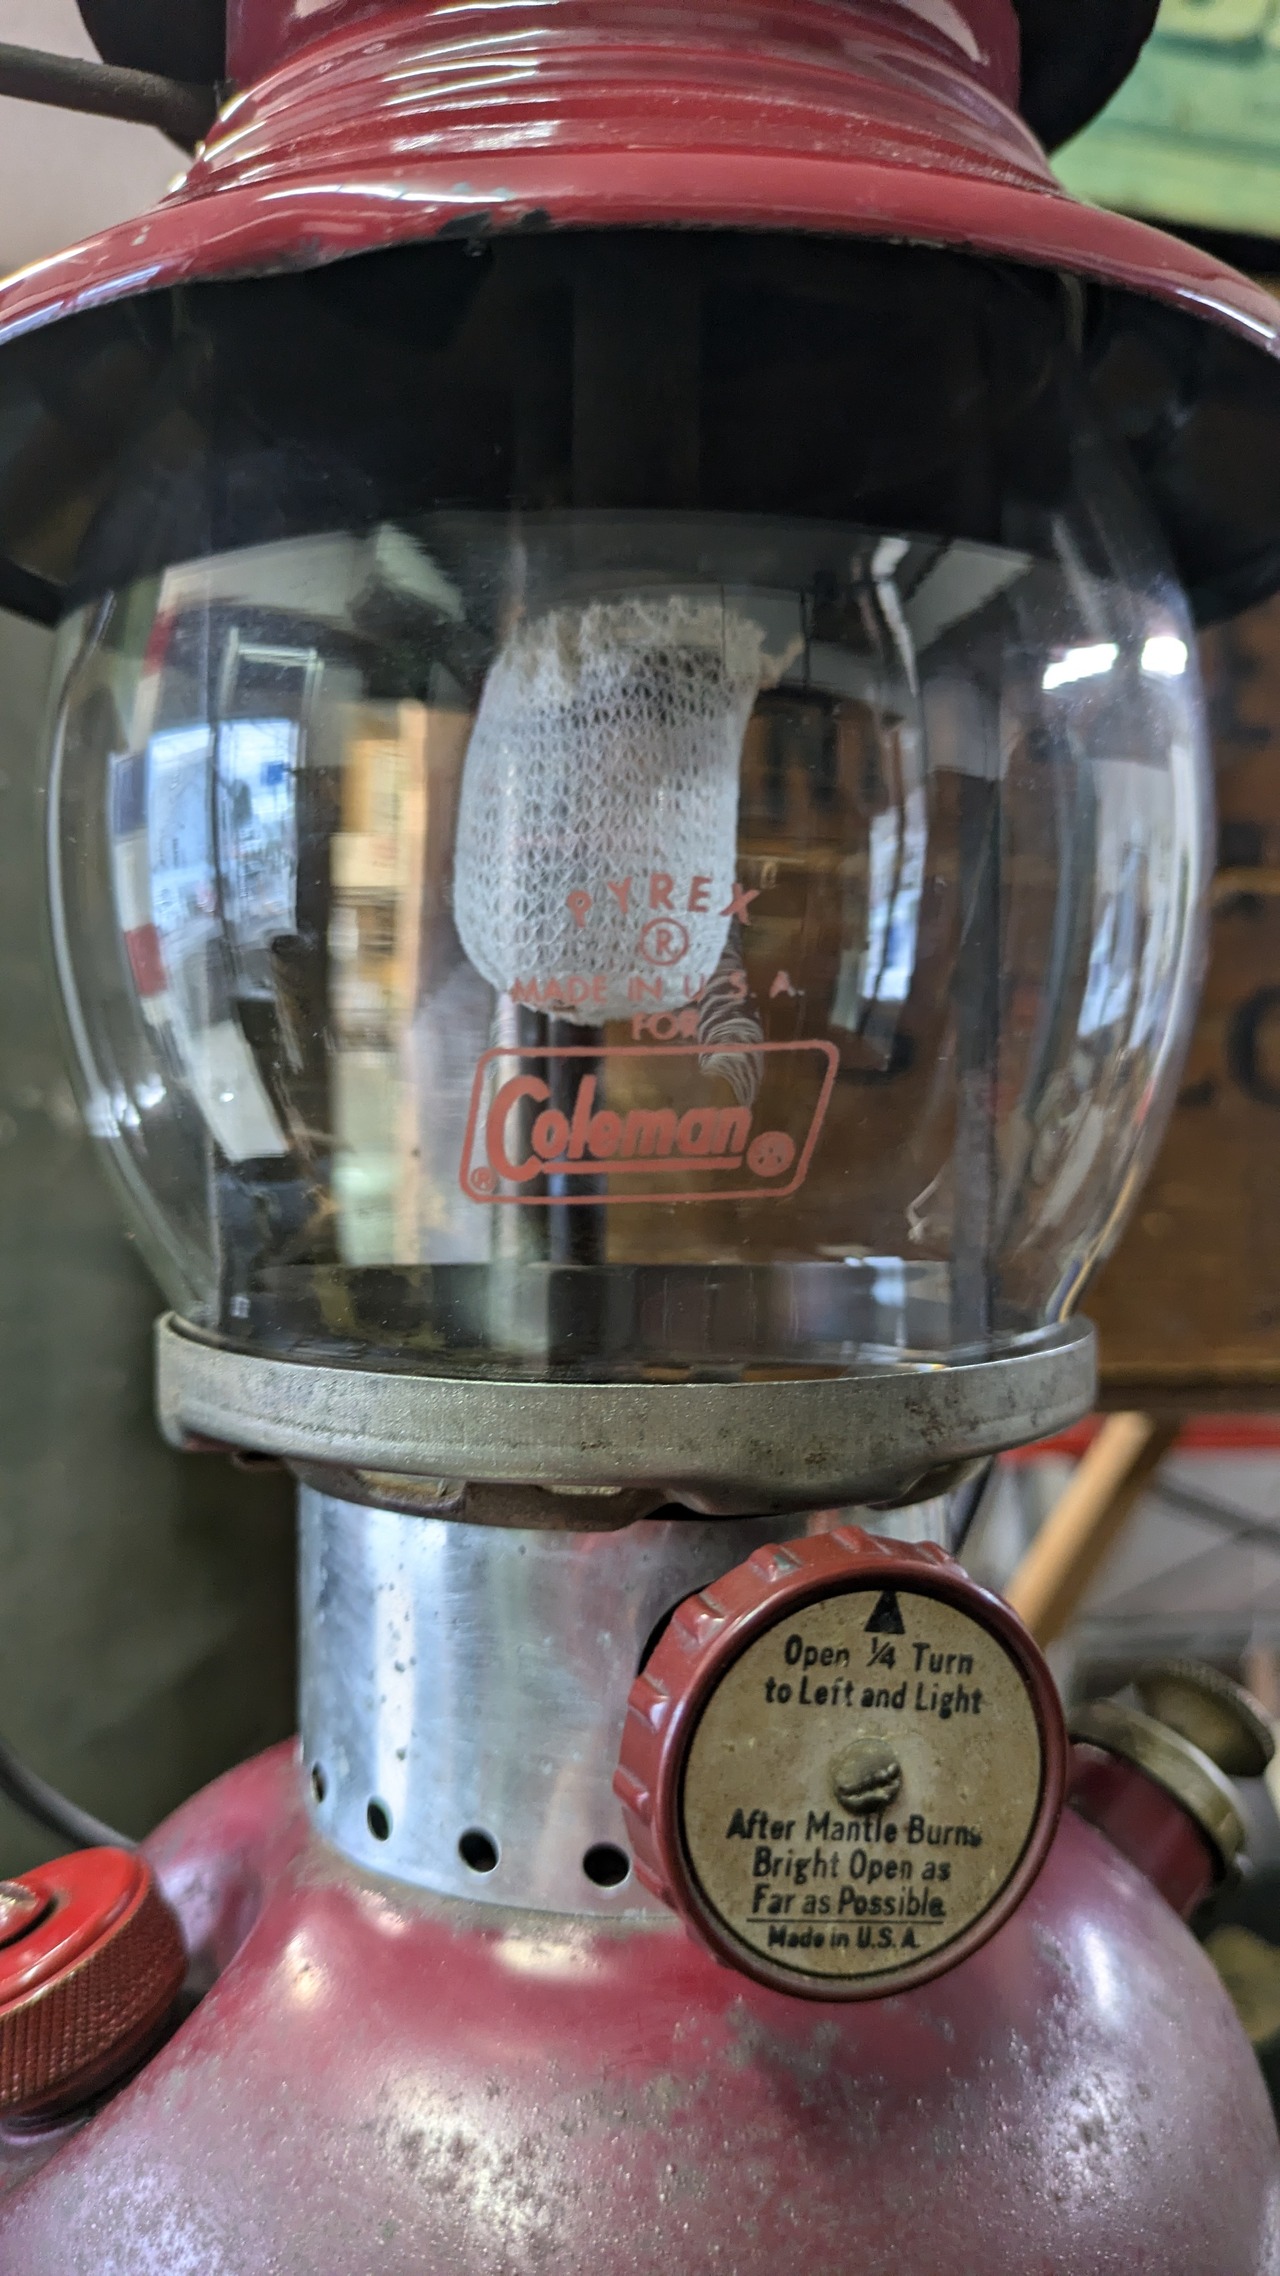 PYREX
®
MADE IN U.S.A.
FOR
Coleman
®
Open ¼ Turn
to Left and Light
After Mantle Burns
Bright Open as
Far as Possible
Made in U.S.A.